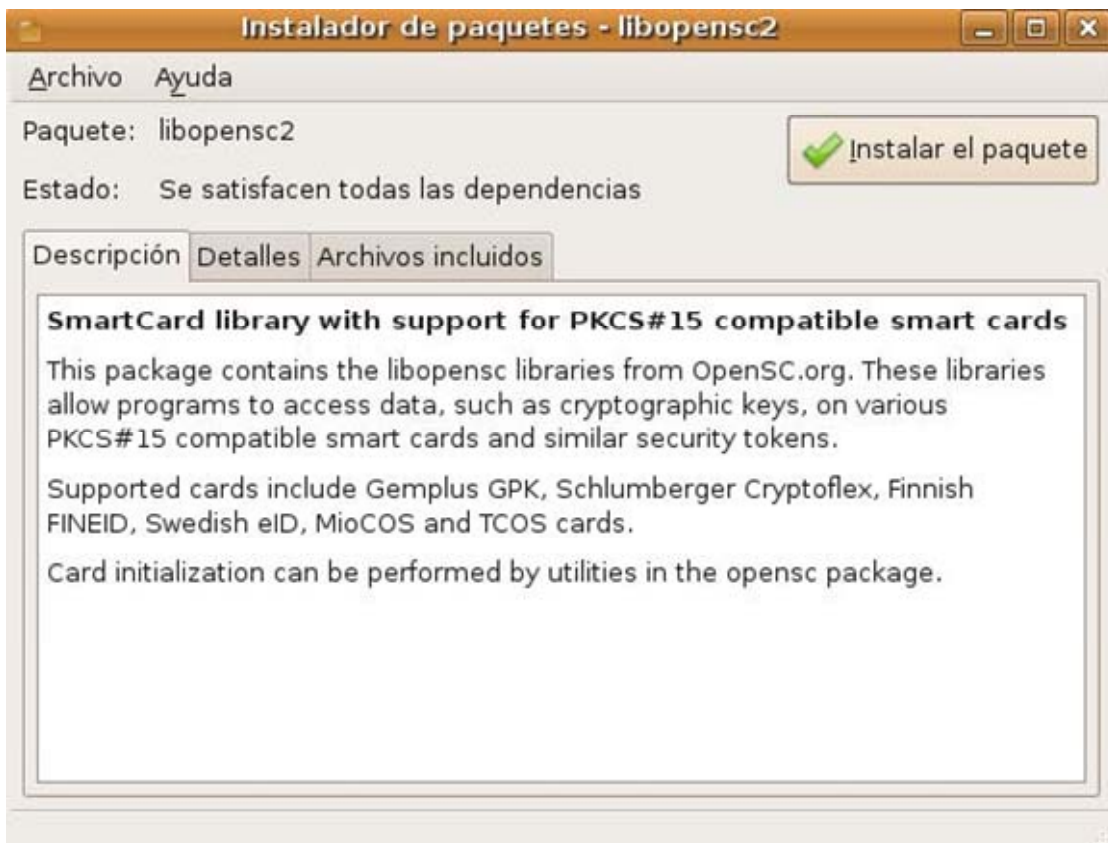 Instalador de paquetes - libopensc2
Archivo Ayuda
Paquete: libopensc2
Instalar el paquete
Estado: Se satisfacen todas las dependencias
Descripción Detalles Archivos incluidos
SmartCard library with support for PKCS#15 compatible smart cards
This package contains the libopensc libraries from OpenSC.org. These libraries
allow programs to access data, such as cryptographic keys, on various
PKCS#15 compatible smart cards and similar security tokens.
Supported cards include Gemplus GPK, Schlumberger Cryptoflex, Finnish
FINEID, Swedish eID, MioCOS and TCOS cards.
Card initialization can be performed by utilities in the opensc package.